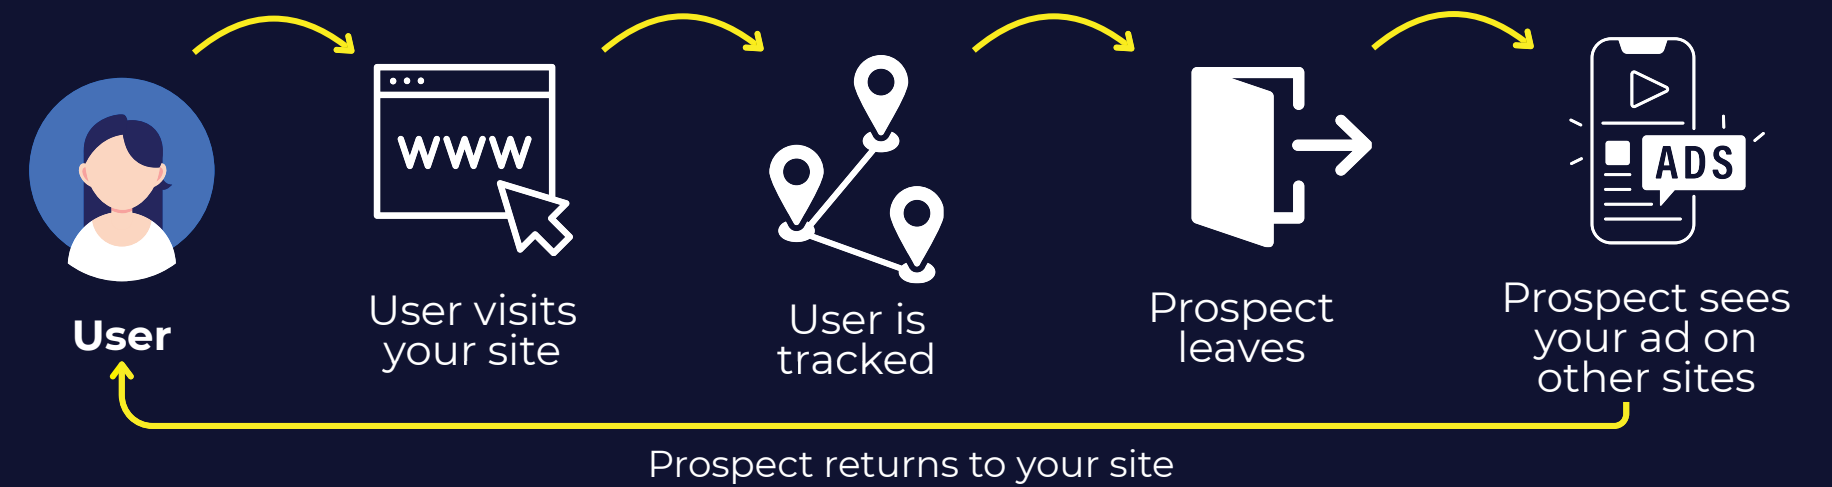 www
ADS
User
User visits
your site
User is
tracked
Prospect
leaves
Prospect sees
your ad on
other sites
Prospect returns to your site